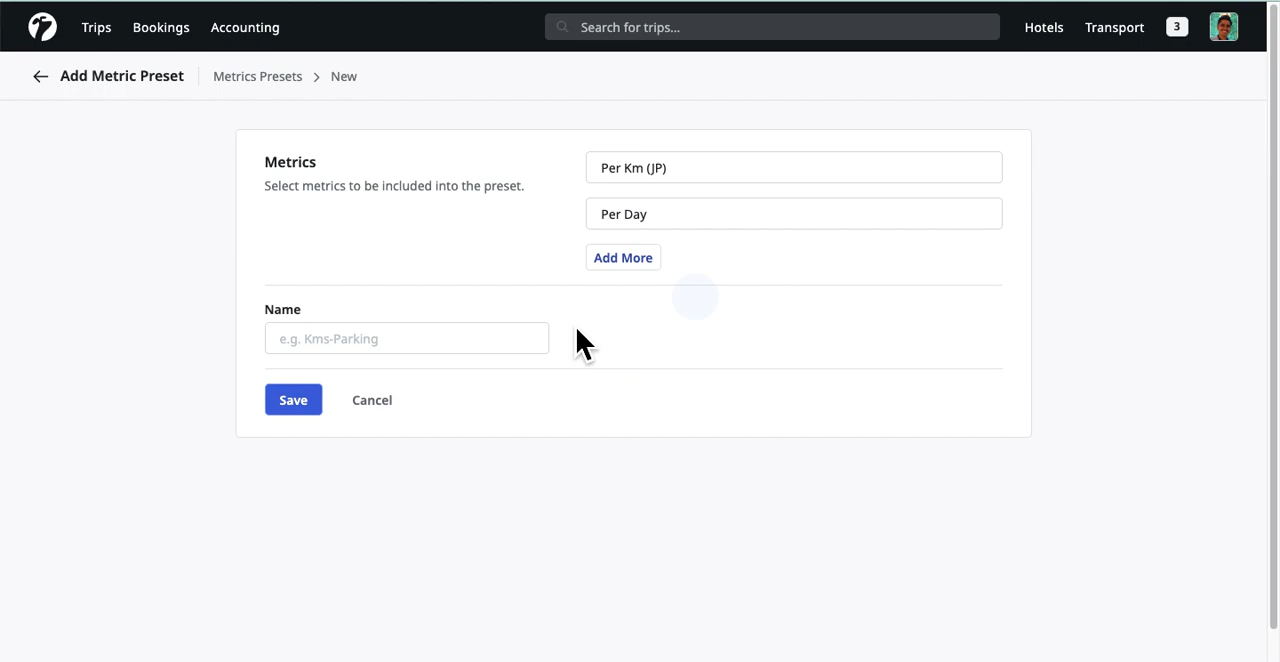 Trips Bookings Accounting Search for trips... Hotels Transport 3
Add Metric Preset Metrics Presets New
Metrics
Select metrics to be included into the preset.
Per Km (JP)
Per Day
Add More
Name
e.g. Kms-Parking
Save Cancel